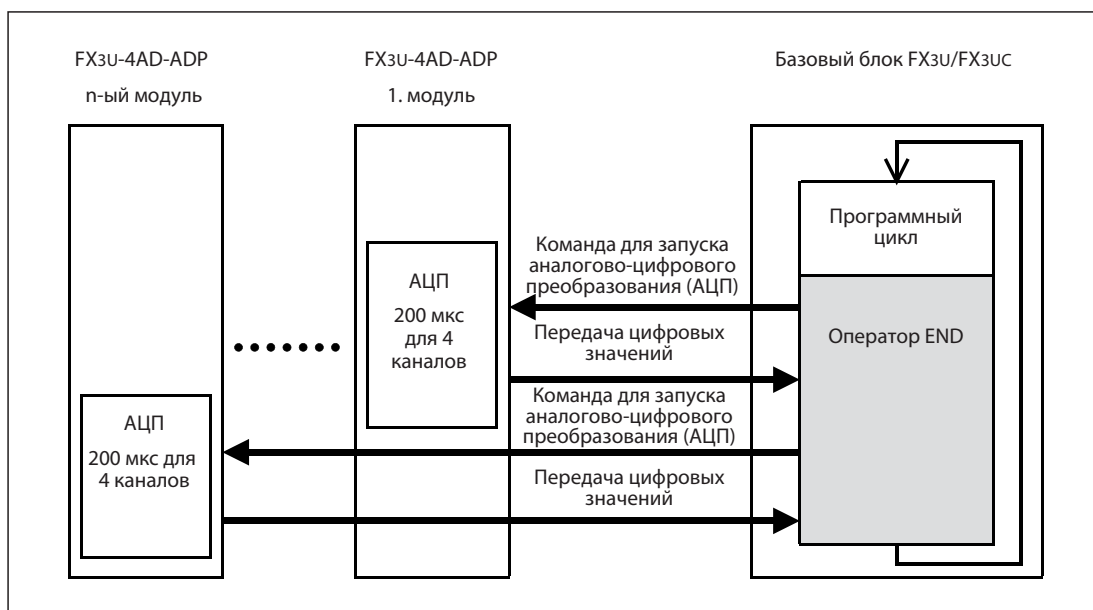 FX3U-4AD-ADP
n-ый модуль
FX3U-4AD-ADP
1. модуль
Базовый блок FX3U/FX3UC
Программный
цикл
Команда для запуска
аналогово-цифрового
преобразования (АЦП)
АЦП
200 мкс
для 4
каналов
Передача цифровых
значений
Оператор END
Команда для запуска
аналогово-цифрового
преобразования (АЦП)
АЦП
200 мкс для
4 каналов
Передача цифровых
значений